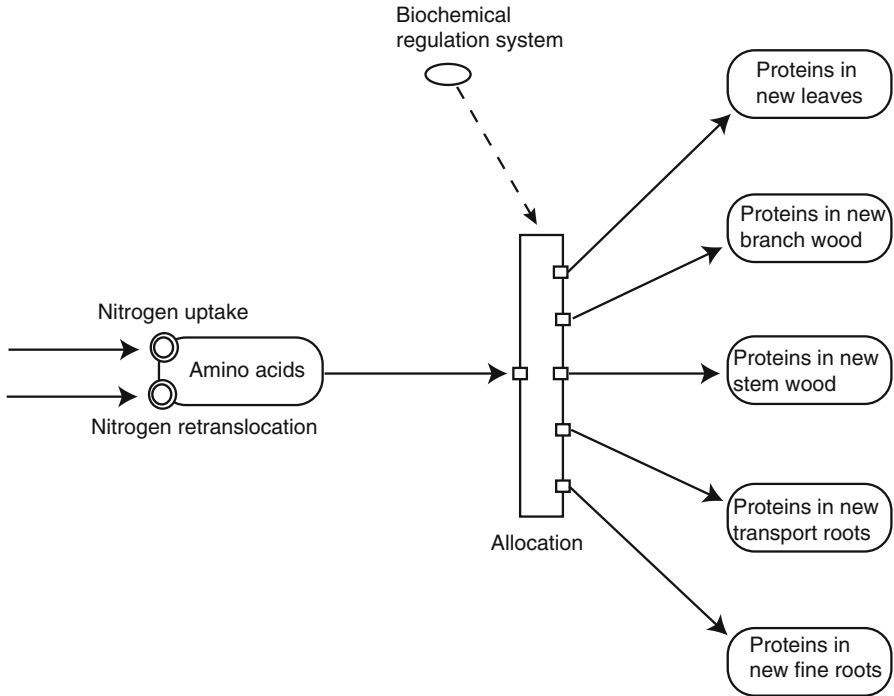 Biochemical
regulation system
Proteins in
new leaves
Proteins in new
branch wood
Nitrogen uptake
Amino acids
Nitrogen retranslocation
Proteins in new
stem wood
Allocation
Proteins in new
transport roots
Proteins in
new fine roots